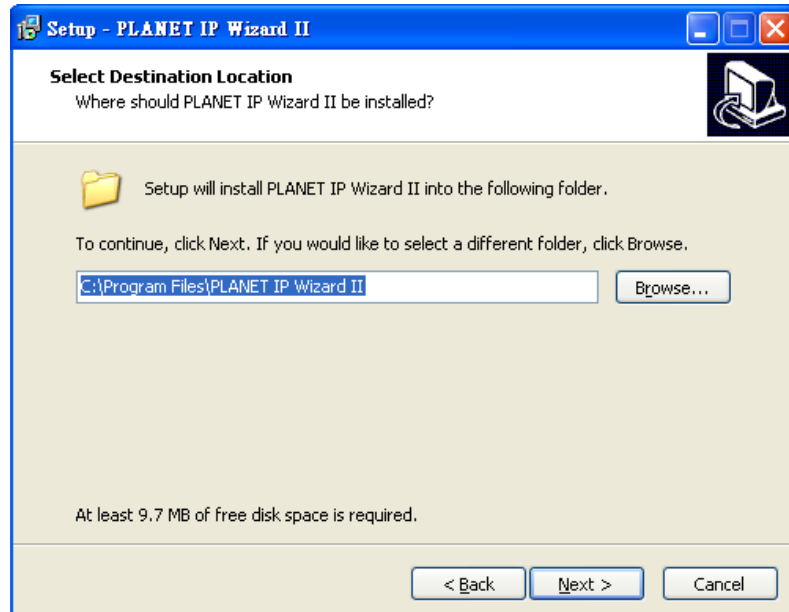 Setup - PLANET IP Wizard II
Select Destination Location
Where should PLANET IP Wizard II be installed?
Setup will install PLANET IP Wizard II into the following folder.
To continue, click Next. If you would like to select a different folder, click Browse.
C:\Program Files\PLANET IP Wizard II
Browse...
At least 9.7 MB of free disk space is required.
< Back
Next >
Cancel